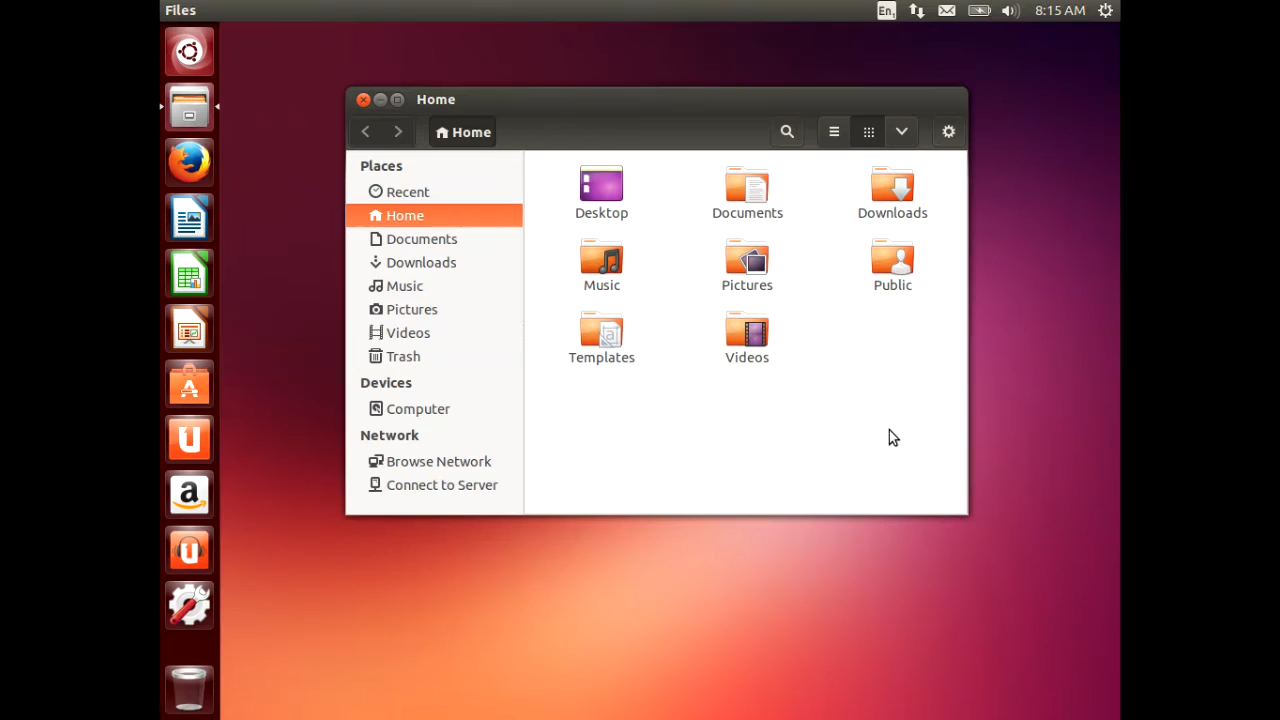 Files
En1
8:15 AM
Home
Home
Places
Recent
Home
Documents
Downloads
Music
Pictures
Videos
Trash
Devices
Computer
Network
Browse Network
Connect to Server
Desktop
Documents
Downloads
Music
Pictures
Public
Templates
Videos